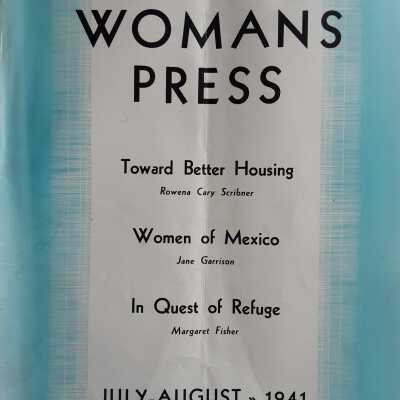 WOMANS
PRESS
Toward Better Housing
Rowena Cary Scribner
Women of Mexico
Jane Garrison
In Quest of Refuge
Margaret Fisher
JULY-AUGUST » 1941